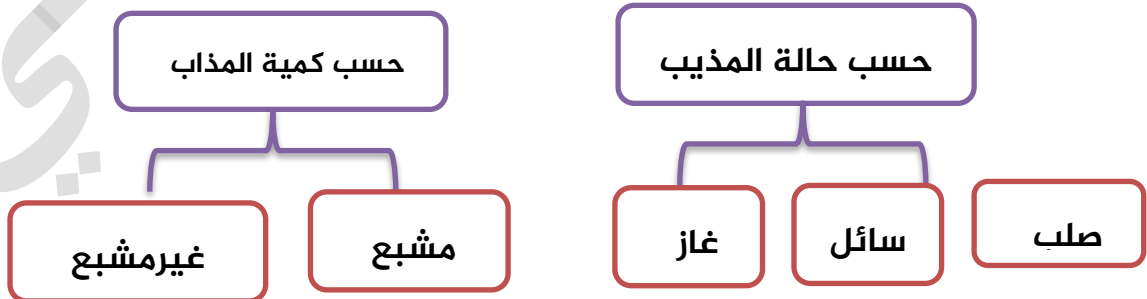 حسب حالة المذيب
حسب كمية المذاب
صلب
سائل
غاز
مشبع
غيرمشبع